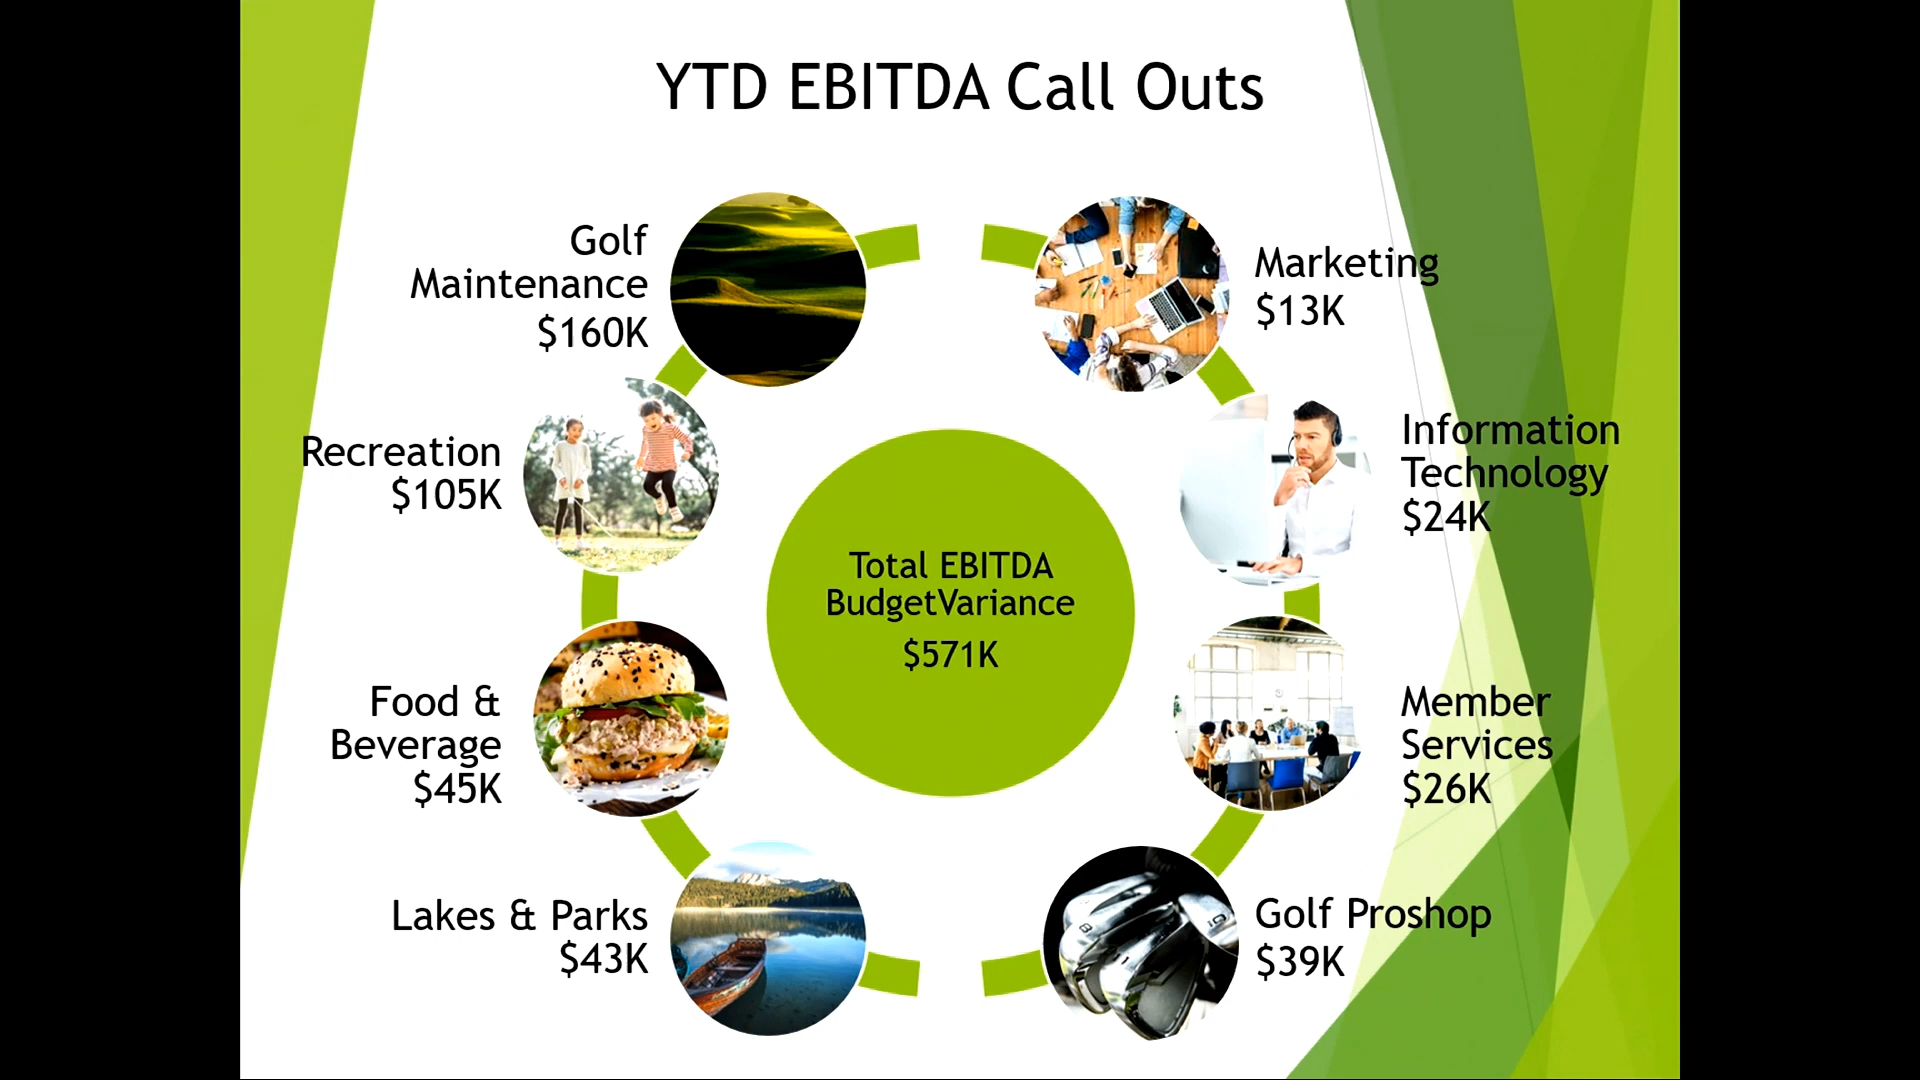 YTD EBITDA Call Outs
Golf
Maintenance
$160K
Marketing
$13K
Recreation
$105K
Information
Technology
$24K
Total EBITDA
BudgetVariance
$571K
Food &
Beverage
$45K
Member
Services
$26K
Lakes & Parks
$43K
Golf Proshop
$39K